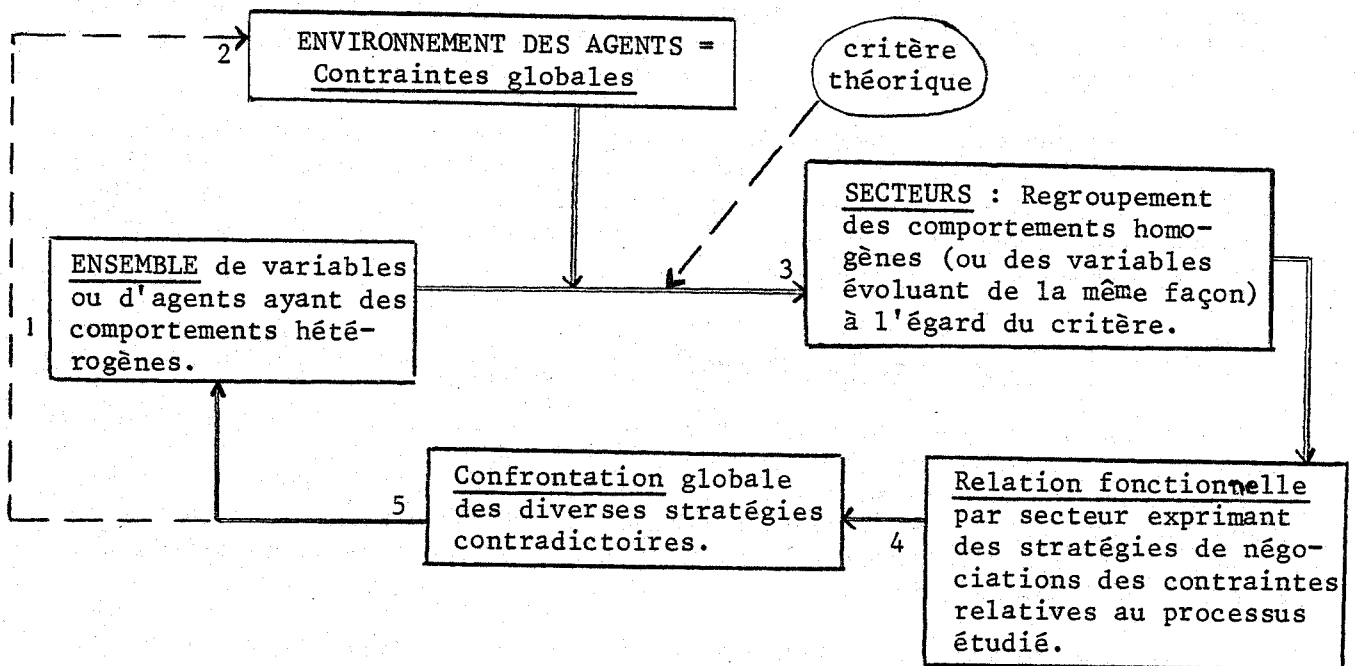 2
ENVIRONNEMENT DES AGENTS =
Contraintes globales
critère
théorique
SECTEURS : Regroupement
des comportements homo-
gènes (ou des variables
évoluant de la même façon)
à l'égard du critère.
3
1
ENSEMBLE de variables
ou d'agents ayant des
comportements hété-
rogènes.
5
Confrontation globale
des diverses stratégies
contradictoires.
4
Relation fonctionnelle
par secteur exprimant
des stratégies de négo-
ciations des contraintes
relatives au processus
étudié.